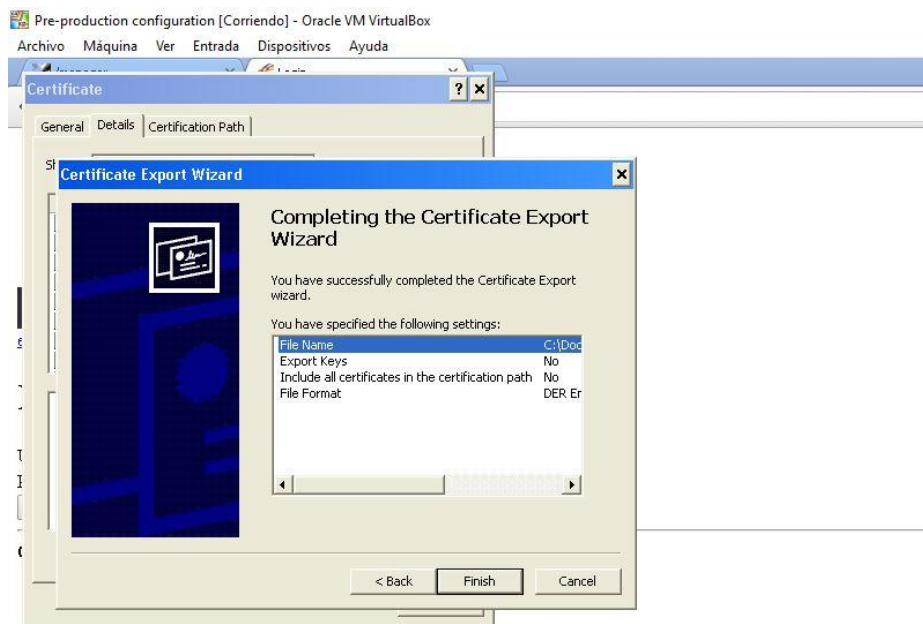 Pre-production configuration [Corriendo] - Oracle VM VirtualBox
Archivo Máquina Ver Entrada Dispositivos Ayuda
Certificate
General Details Certification Path
Certificate Export Wizard
Completing the Certificate Export
Wizard
You have successfully completed the Certificate Export
wizard.
You have specified the following settings:
File Name C:\Doc
Export Keys No
Include all certificates in the certification path No
File Format DER Er
< Back Finish Cancel